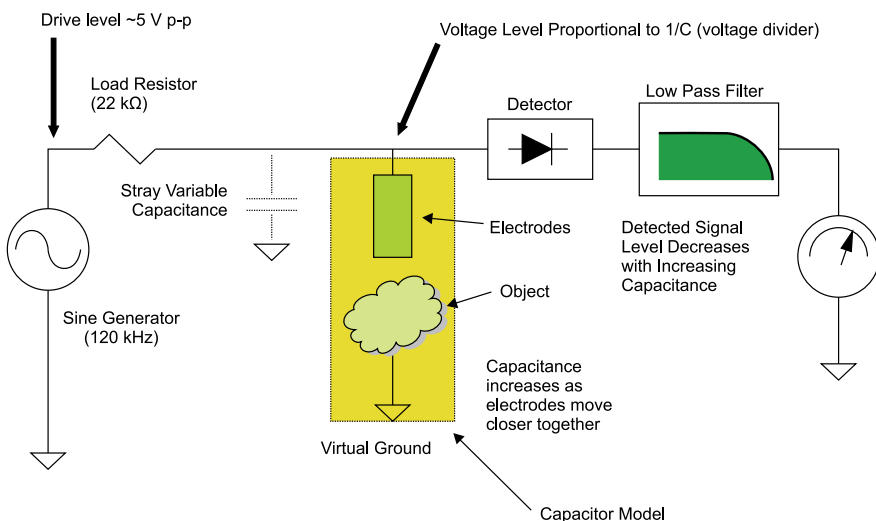 Drive level ~5 V p-p
Voltage Level Proportional to 1/C (voltage divider)
Load Resistor
(22 kΩ)
Detector
Low Pass Filter
Stray Variable
Capacitance
Electrodes
Detected Signal
Level Decreases
with Increasing
Capacitance
Object
Sine Generator
(120 kHz)
Capacitance
increases as
electrodes move
closer together
Virtual Ground
Capacitor Model